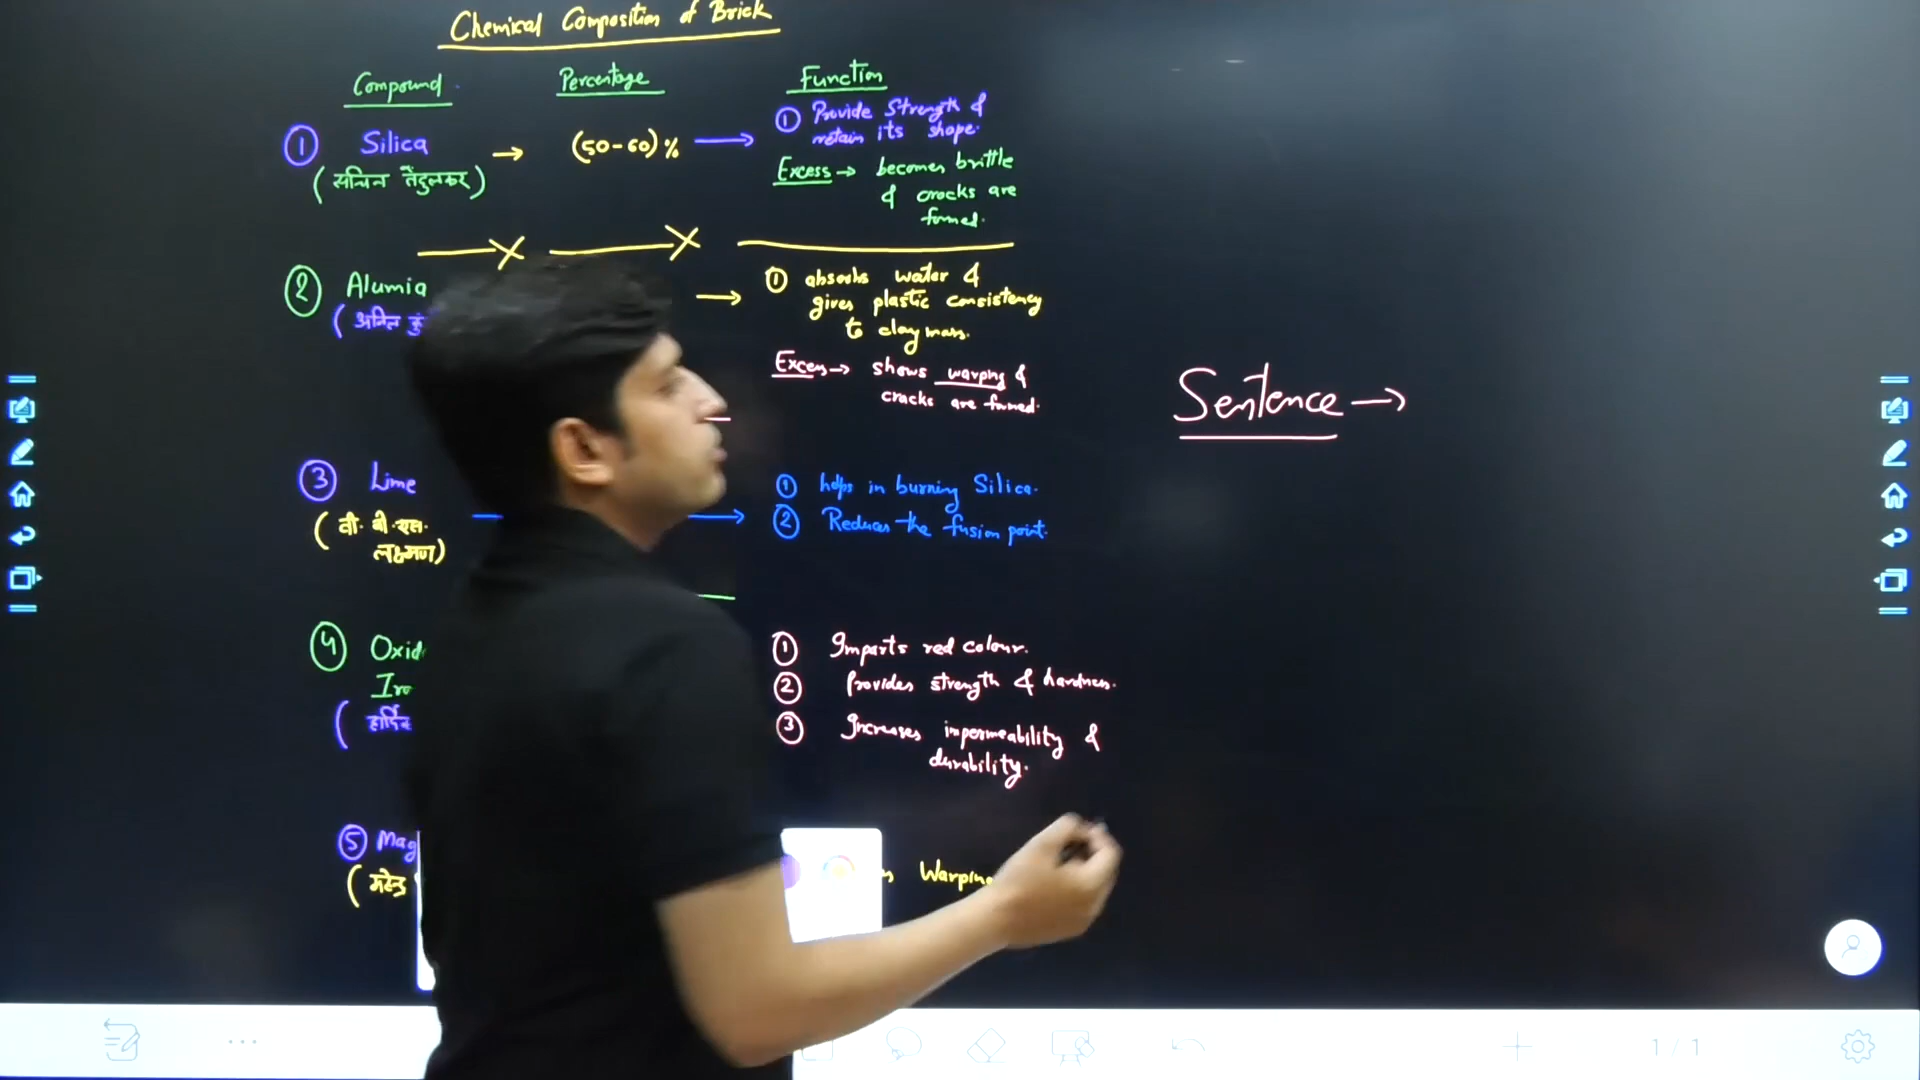 Chemical Composition of Brick
Compound Percentage Function
① Silica → (50-60)% → ① Provide Strength &
retain its shape.
(सचिन तेंदुलकर)
Excess → becomes brittle
& cracks are
formed.
② Alumia → ① absorbs water &
gives plastic consistency
to clay mass.
(अनिल
Excess → shows warping &
cracks are formed.
Sentence →
③ Lime → ① helps in burning Silica.
② Reduces the fusion point.
(वी. वी. एस.
लक्ष्मण)
④ Oxid
Iro
① Imparts red colour.
② Provides strength & hardness.
③ Increases impermeability &
durability.
⑤ Mag
Warping
1 / 1